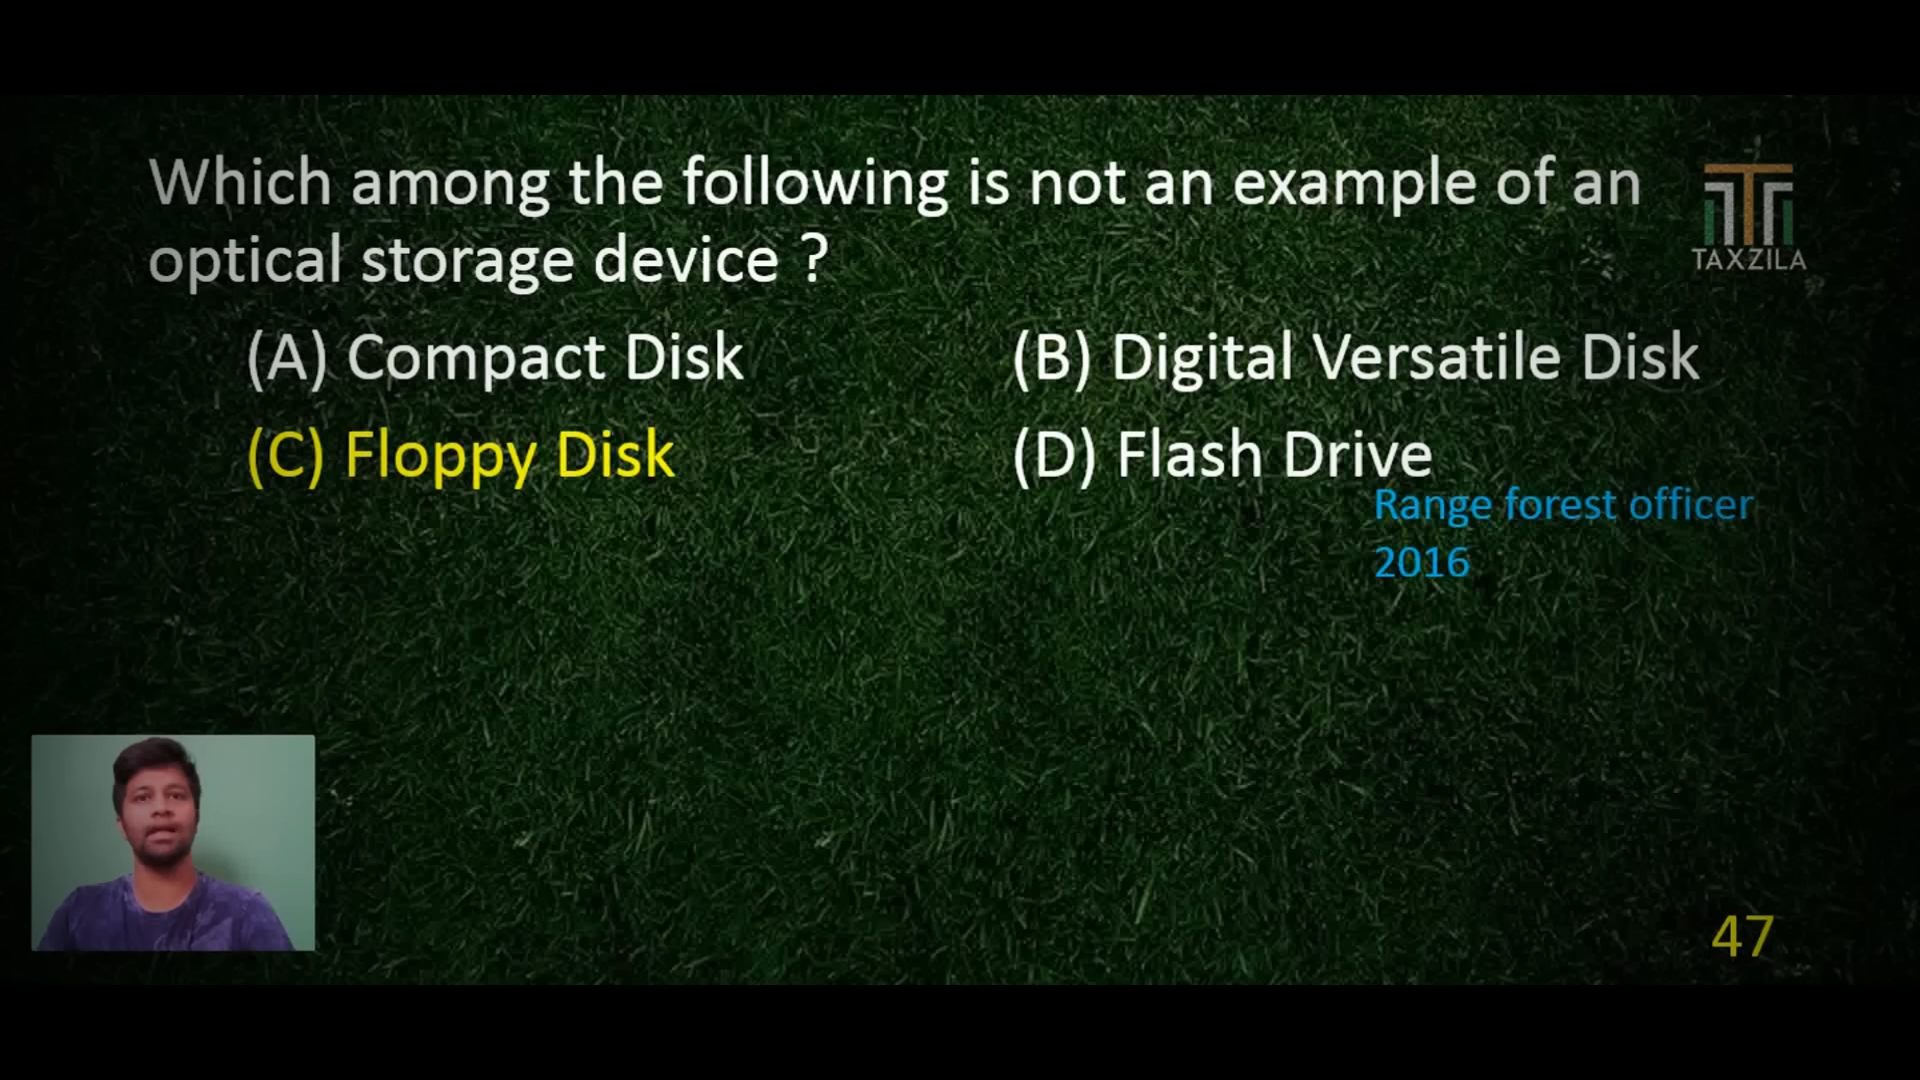 Which among the following is not an example of an
optical storage device ?
TAXZILA
(A) Compact Disk
(B) Digital Versatile Disk
(C) Floppy Disk
(D) Flash Drive
Range forest officer
2016
47